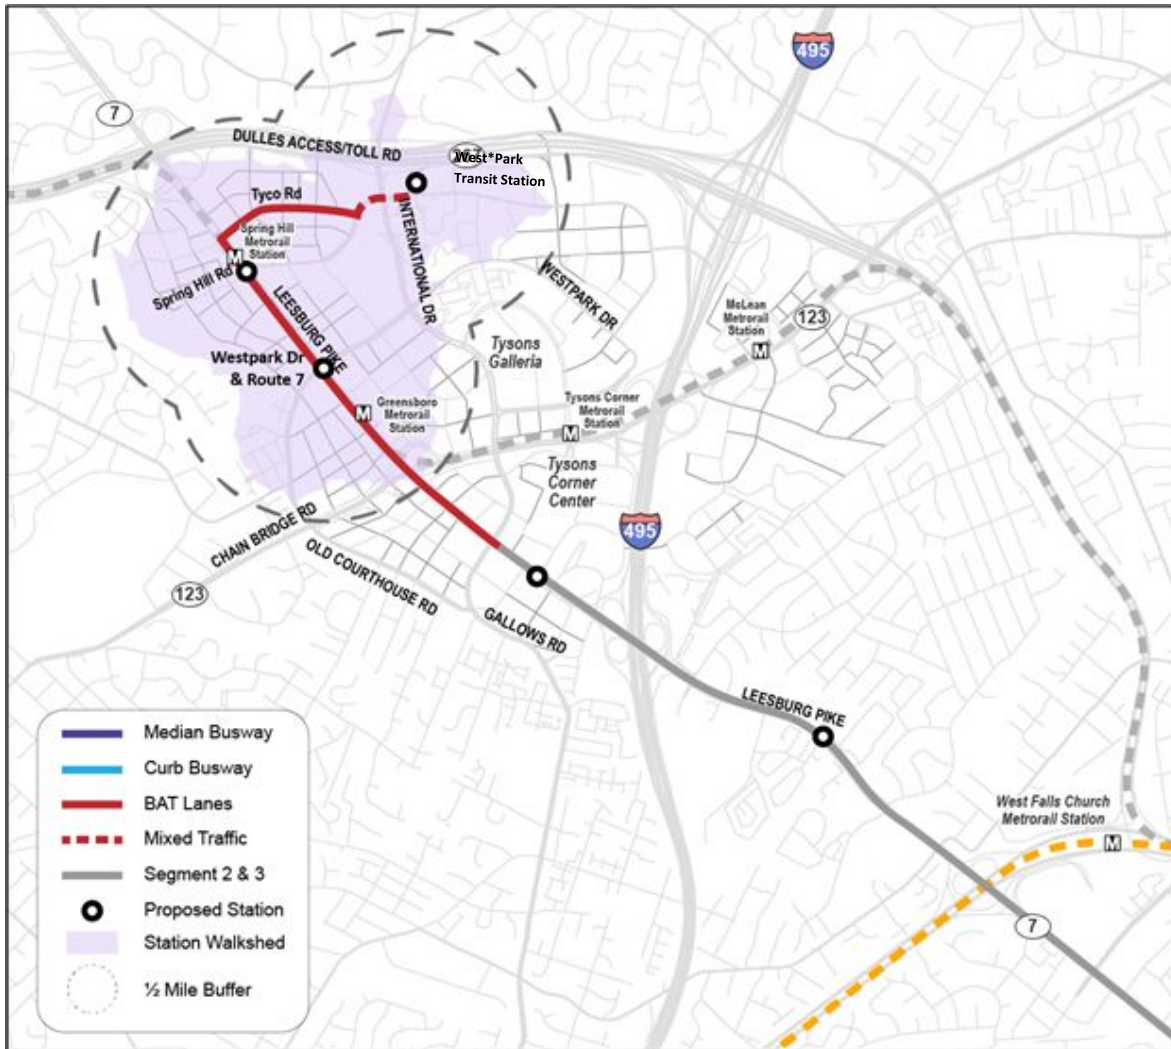 495
7
DULLES ACCESS/TOLL RD
West*Park
Transit Station
Tyco Rd
Spring Hill
Metrorail
Station
M
Spring Hill Rd
INTERNATIONAL DR
LEESBURG PIKE
WESTPARK DR
McLean
Metrorail
Station
123
M
Tysons
Galleria
Westpark Dr
& Route 7
M
Greensboro
Metrorail
Station
Tysons Corner
Metrorail
Station
M
Tysons
Corner
Center
495
CHAIN BRIDGE RD
OLD COURTHOUSE RD
123
GALLOWS RD
LEESBURG PIKE
West Falls Church
Metrorail Station
M
7
Median Busway
Curb Busway
BAT Lanes
Mixed Traffic
Segment 2 & 3
Proposed Station
Station Walkshed
½ Mile Buffer